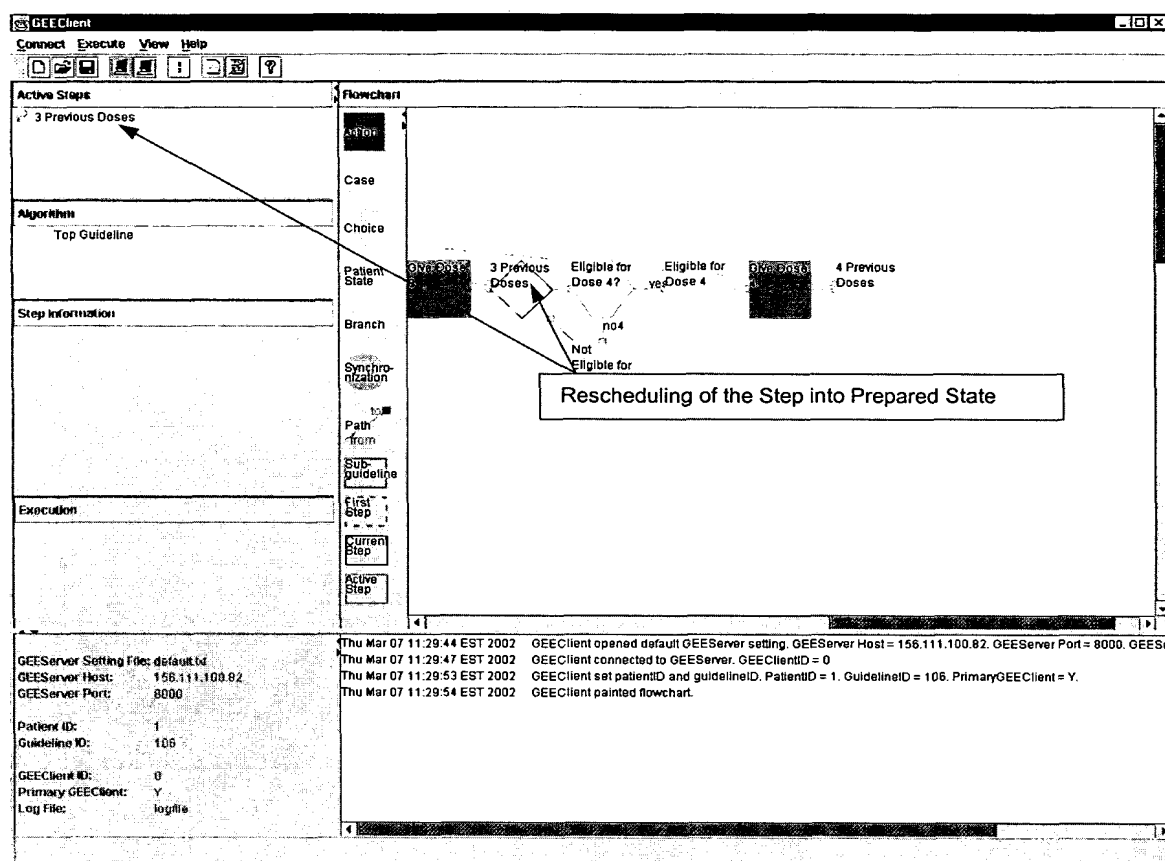 GEEClient
Connect Execute View Help
Active Steps
3 Previous Doses
Algorithm
Top Guideline
Step Information
Execution
Flowchart
Action
Case
Choice
Patient
State
Branch
Synchro-
nization
to
Path
from
Sub-
guideline
First
Step
Current
Step
Active
Step
Give Dose
3 Previous
Doses
Eligible for
Dose 4?
yes
Eligible for
Dose 4
Give Dose
4 Previous
Doses
no4
Not
Eligible for
Rescheduling of the Step into Prepared State
GEEServer Setting File: default.txt
GEEServer Host: 156.111.100.82
GEEServer Port: 8000
Patient ID: 1
Guideline ID: 106
GEEClient ID: 0
Primary GEEClient: Y
Log File: logfile
Thu Mar 07 11:29:44 EST 2002 GEEClient opened default GEEServer setting. GEEServer Host = 156.111.100.82. GEEServer Port = 8000. GEESe
Thu Mar 07 11:29:47 EST 2002 GEEClient connected to GEEServer. GEEClientID = 0
Thu Mar 07 11:29:53 EST 2002 GEEClient set patientID and guidelineID. PatientID = 1. GuidelineID = 106. PrimaryGEEClient = Y.
Thu Mar 07 11:29:54 EST 2002 GEEClient painted flowchart.